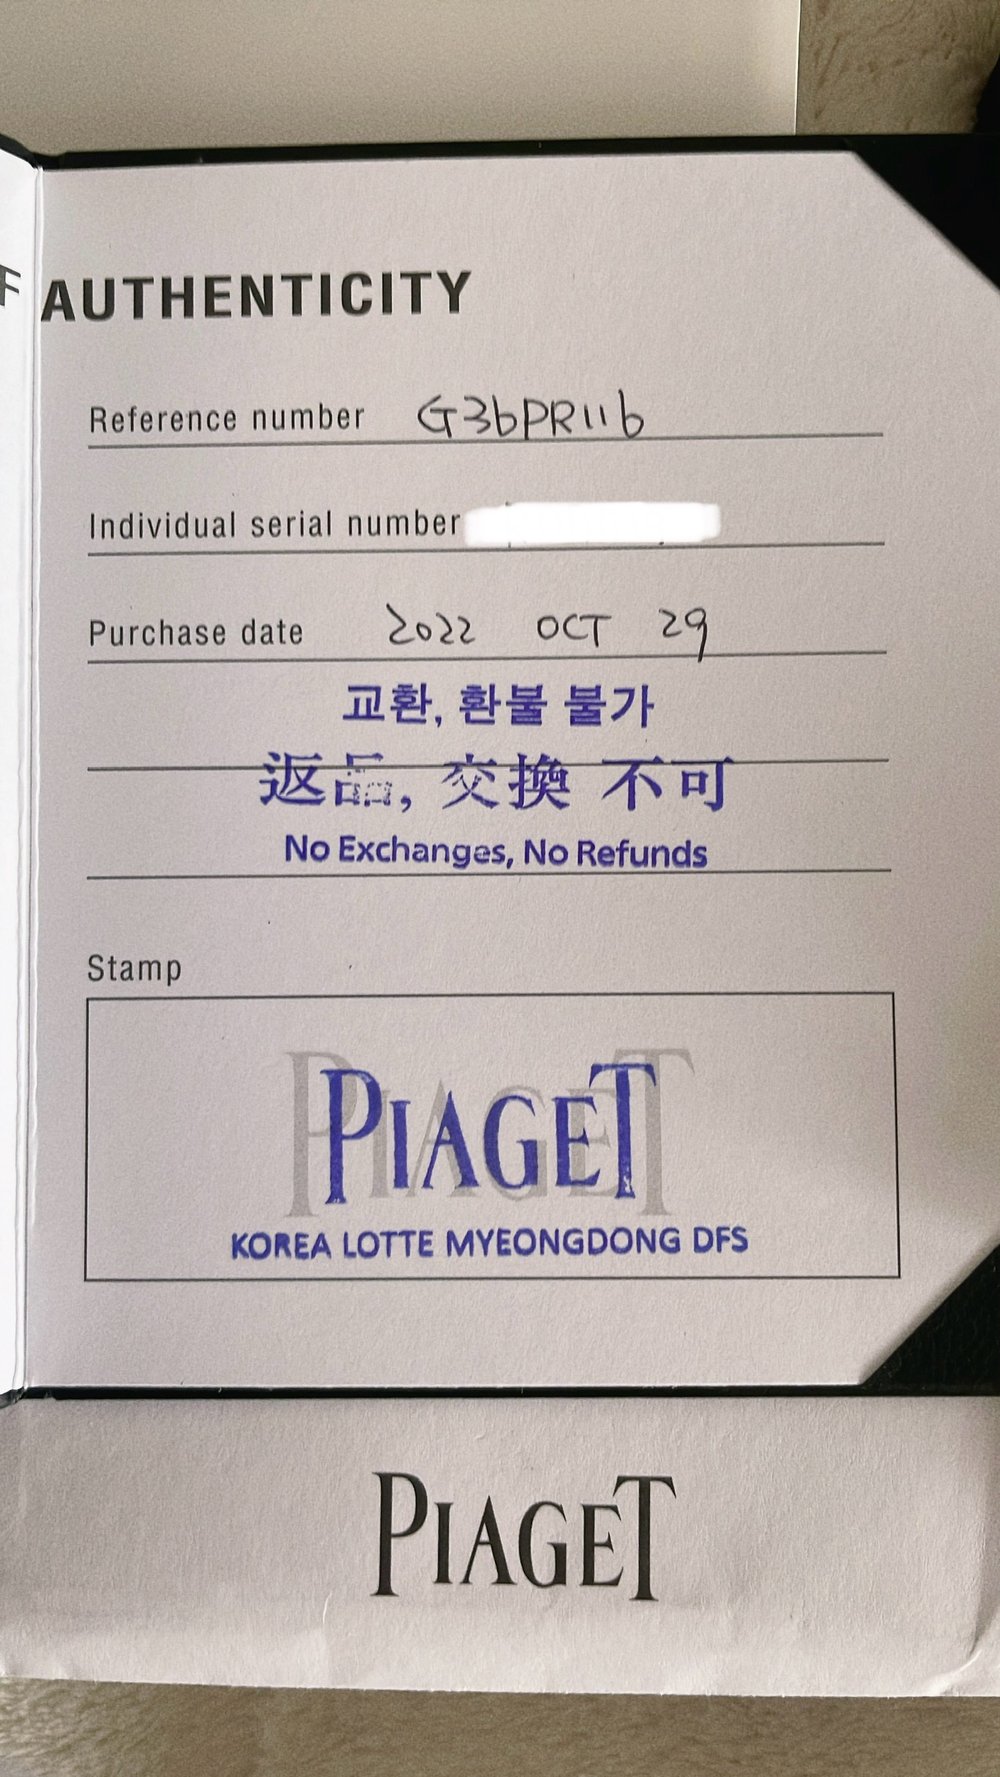 F AUTHENTICITY
Reference number G36PR116
Individual serial number
Purchase date 2022 OCT 29
교환, 환불 불가
返品, 交換 不可
No Exchanges, No Refunds
Stamp
PIAGET
PIAGET
KOREA LOTTE MYEONGDONG DFS
PIAGET